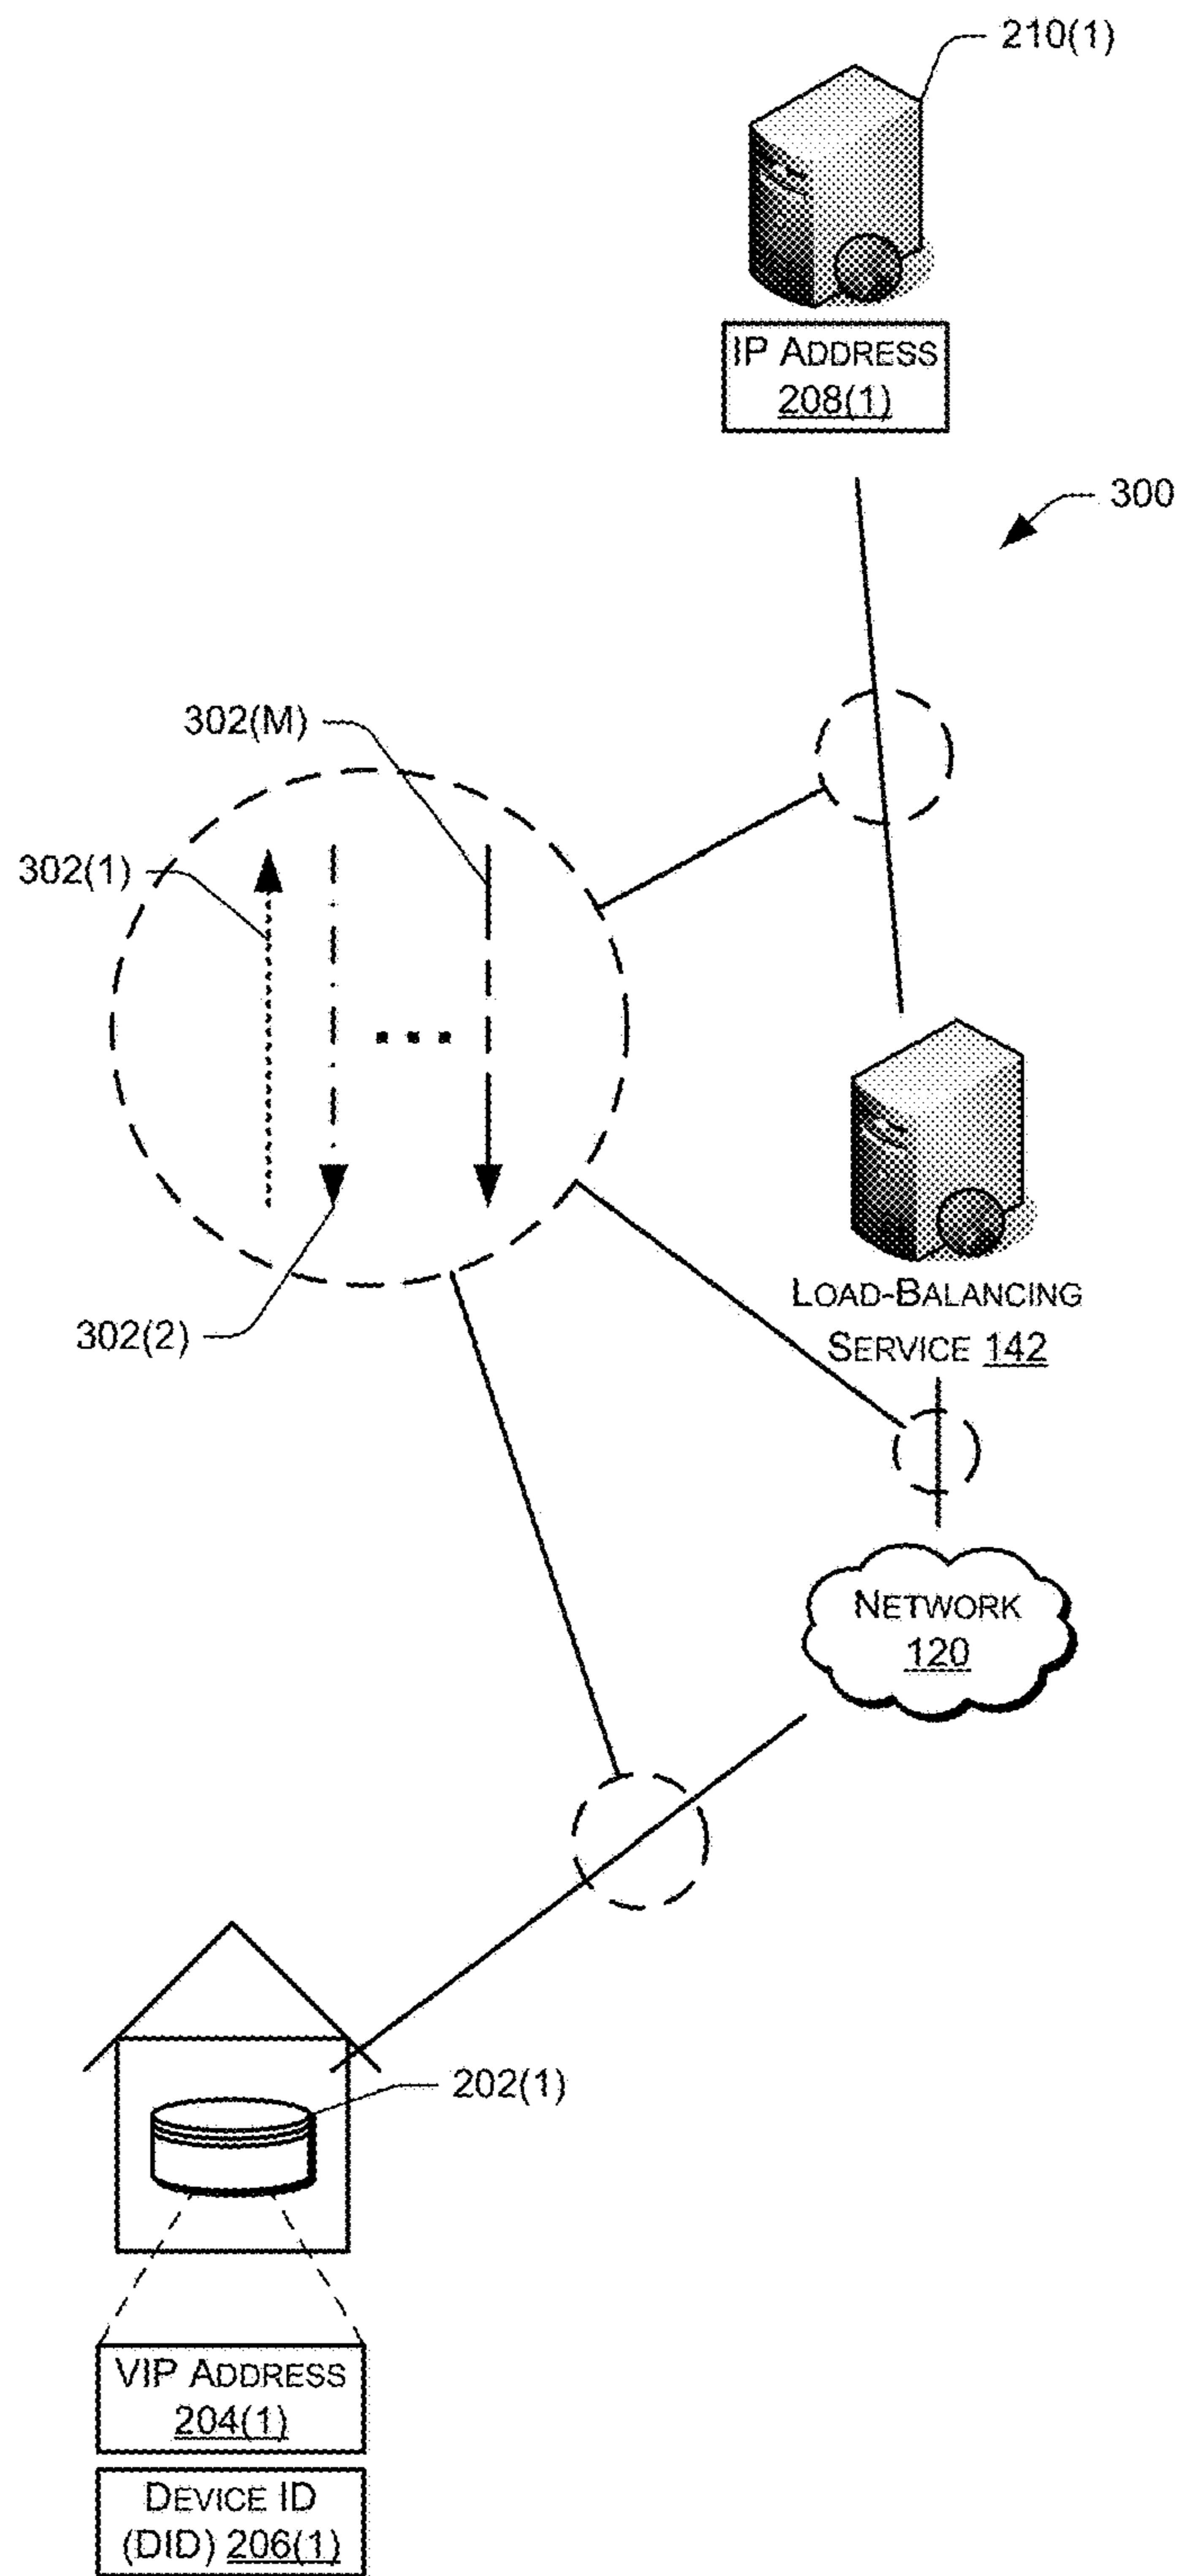 210(1)
IP ADDRESS
208(1)
300
302(M)
302(1)
302(2)
LOAD-BALANCING
SERVICE 142
NETWORK
120
202(1)
VIP ADDRESS
204(1)
DEVICE ID
(DID) 206(1)